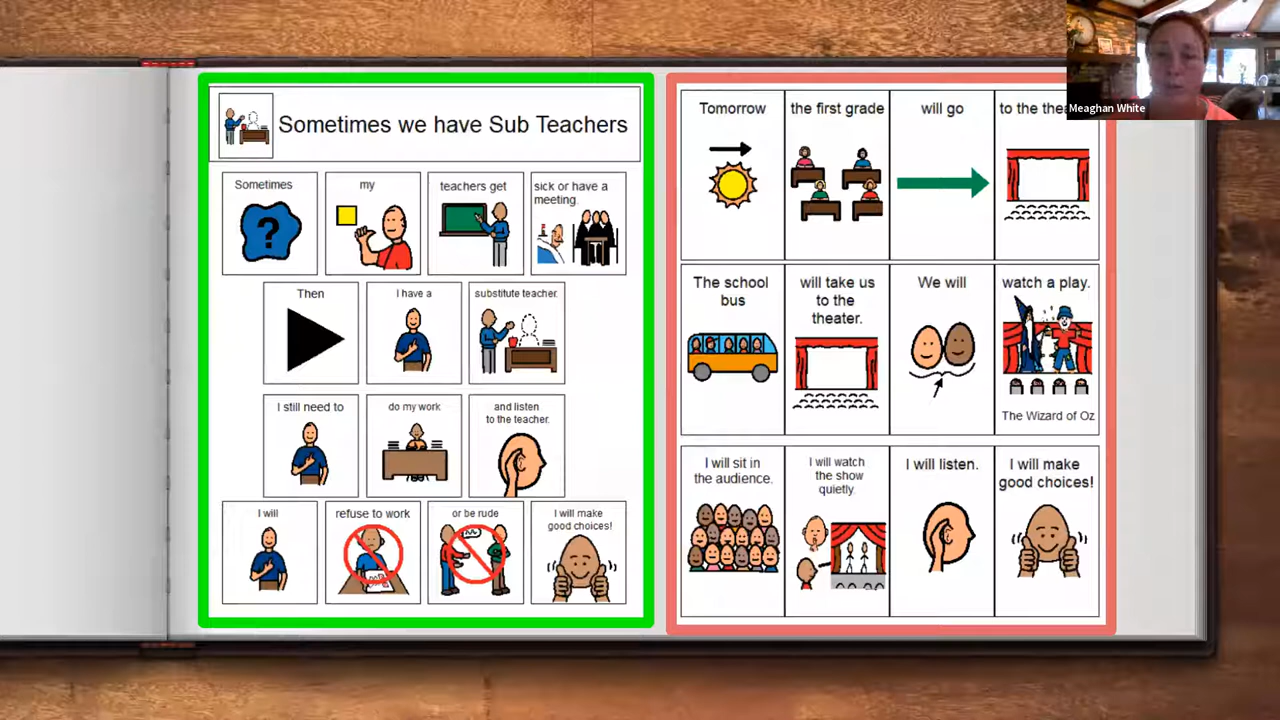 Sometimes we have Sub Teachers
Sometimes
my
teachers get
sick or have a
meeting.
Then
I have a
substitute teacher.
I still need to
do my work
and listen
to the teacher.
I will
refuse to work
or be rude
I will make
good choices!
Tomorrow
the first grade
will go
to the
Meaghan White
The school
bus
will take us
to the
theater.
We will
watch a play.
The Wizard of Oz
I will sit in
the audience.
I will watch
the show
quietly.
I will listen.
I will make
good choices!